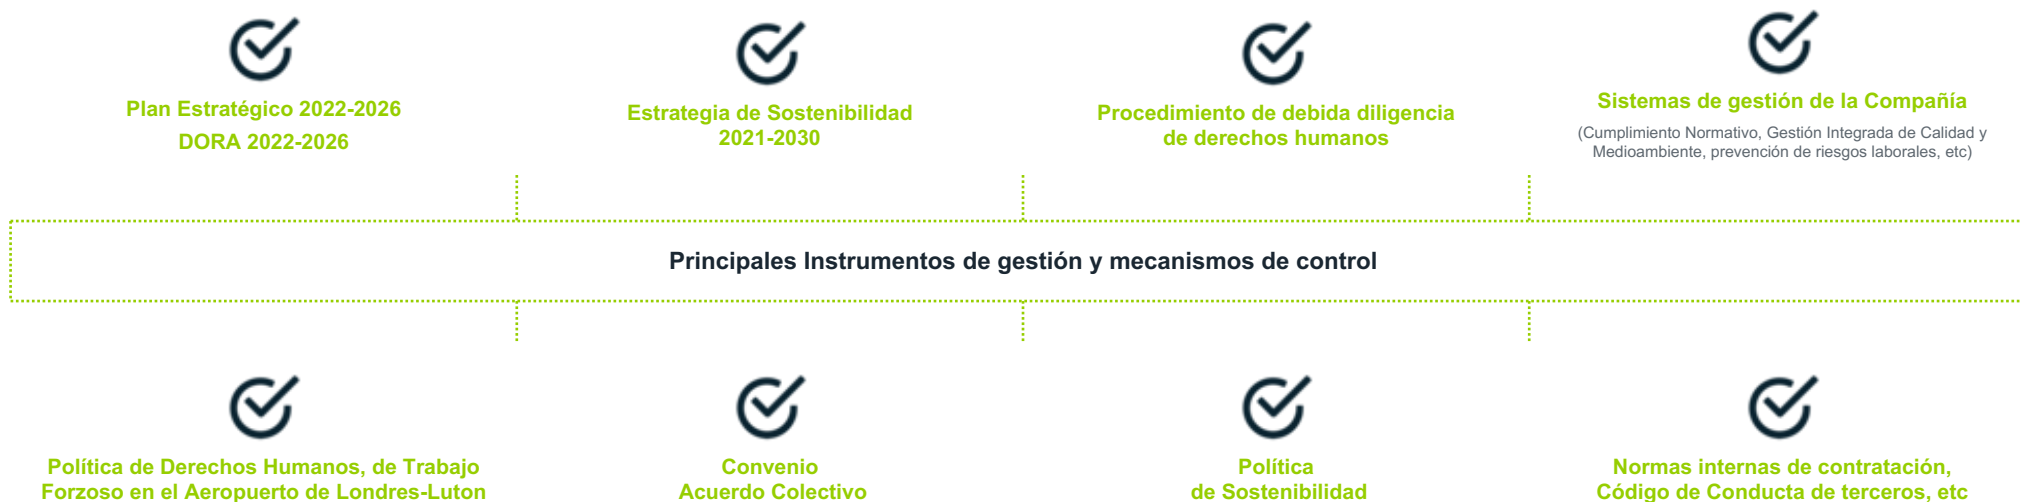 Plan Estratégico 2022-2026
DORA 2022-2026
Estrategia de Sostenibilidad
2021-2030
Procedimiento de debida diligencia
de derechos humanos
Sistemas de gestión de la Compañía
(Cumplimiento Normativo, Gestión Integrada de Calidad y
Medioambiente, prevención de riesgos laborales, etc)
Principales Instrumentos de gestión y mecanismos de control
Política de Derechos Humanos, de Trabajo
Forzoso en el Aeropuerto de Londres-Luton
Convenio
Acuerdo Colectivo
Política
de Sostenibilidad
Normas internas de contratación,
Código de Conducta de terceros, etc